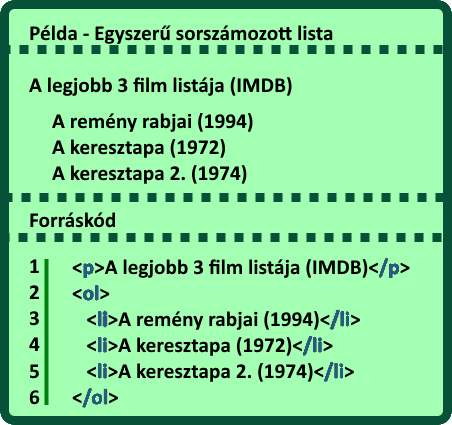 Példa - Egyszerű sorszámozott lista
A legjobb 3 film listája (IMDB)
A remény rabjai (1994)
A keresztapa (1972)
A keresztapa 2. (1974)
Forráskód
1 <p>A legjobb 3 film listája (IMDB)</p>
2 <ol>
3 <li>A remény rabjai (1994)</li>
4 <li>A keresztapa (1972)</li>
5 <li>A keresztapa 2. (1974)</li>
6 </ol>